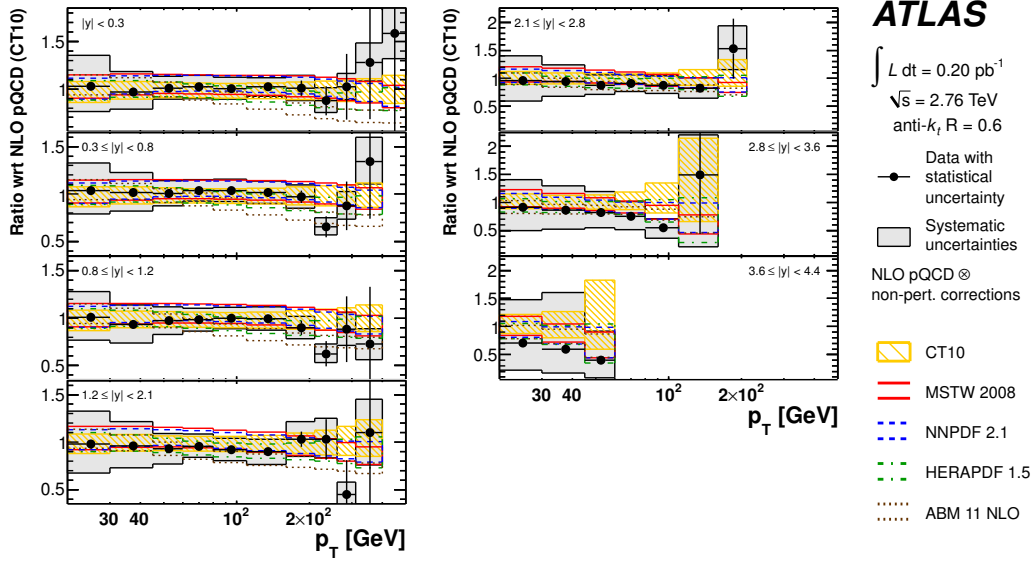 Ratio wrt NLO pQCD (CT10)
|y| < 0.3
1.5
1
0.5
0.3 ≤ |y| < 0.8
1.5
1
0.5
0.8 ≤ |y| < 1.2
1.5
1
0.5
1.2 ≤ |y| < 2.1
1.5
1
0.5
30 40 10² 2×10²
p_T [GeV]
Ratio wrt NLO pQCD (CT10)
2.1 ≤ |y| < 2.8
2
1.5
1
0.5
2.8 ≤ |y| < 3.6
2
1.5
1
0.5
3.6 ≤ |y| < 4.4
2
1.5
1
0.5
30 40 10² 2×10²
p_T [GeV]
ATLAS
∫ L dt = 0.20 pb⁻¹
√s = 2.76 TeV
anti-k_t R = 0.6
Data with
statistical
uncertainty
Systematic
uncertainties
NLO pQCD ⊗
non-pert. corrections
CT10
MSTW 2008
NNPDF 2.1
HERAPDF 1.5
ABM 11 NLO